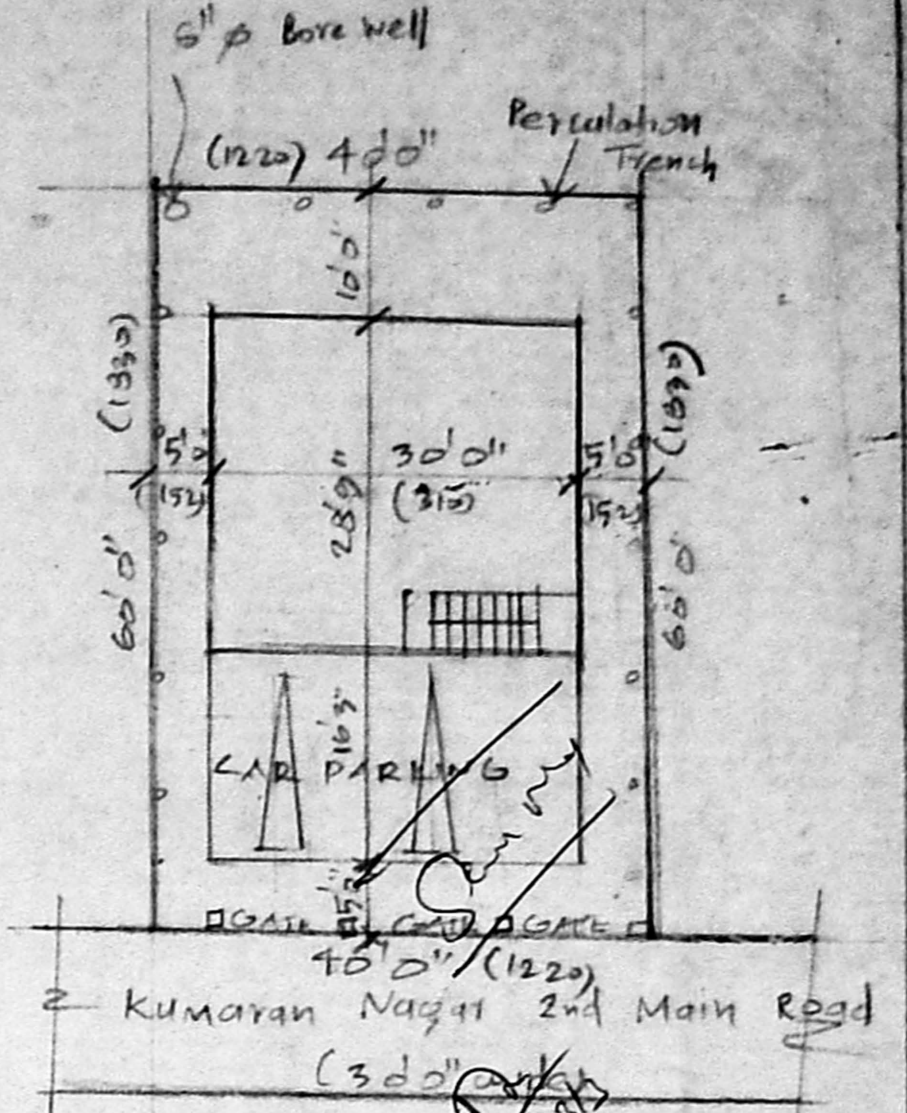 6" ø Bore well
Perculation
Trench
(1220) 40'0"
10'0"
(1830)
(1830)
5'0"
30'0"
5'0"
(152)
28'9"
(152)
60'0"
60'0"
16'3"
CAR PARKING
GATE GATE GATE
40'0" (1220)
Kumaran Nagar 2nd Main Road
(30'0"